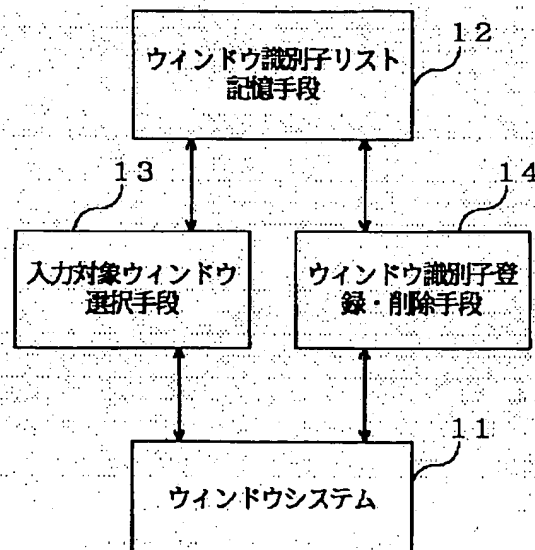 12
ウィンドウ識別子リスト
記憶手段
13
14
入力対象ウィンドウ
選択手段
ウィンドウ識別子登
録・削除手段
11
ウィンドウシステム